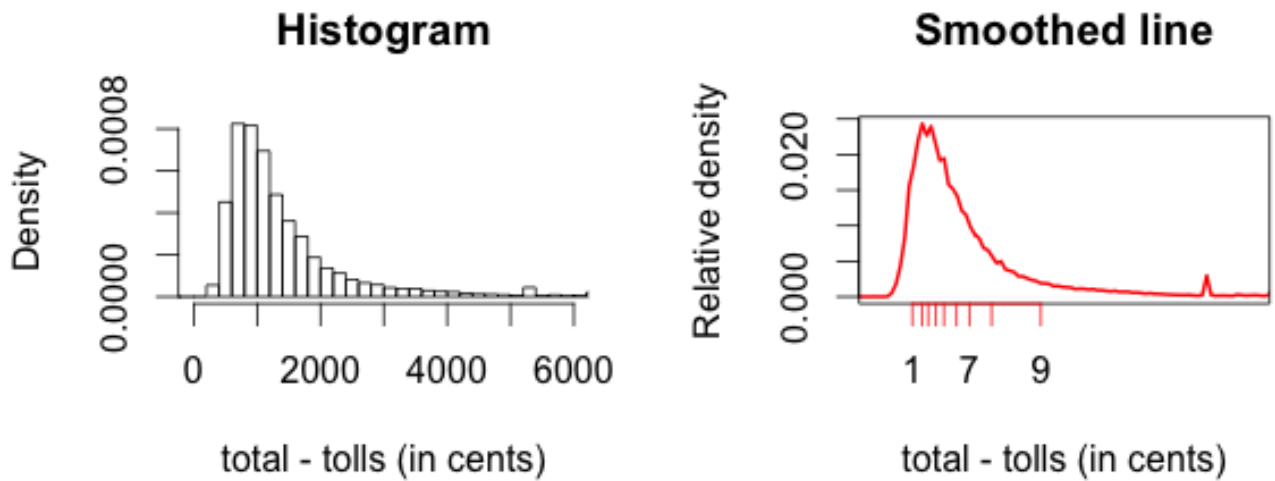 Histogram
Density
0.0000
0.0008
0
2000
4000
6000
total - tolls (in cents)
Smoothed line
Relative density
0.000
0.020
1
7
9
total - tolls (in cents)